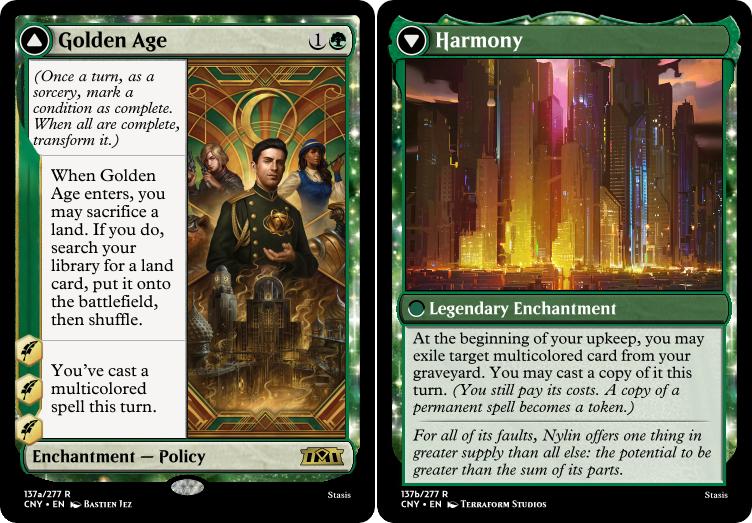 Golden Age
1
(Once a turn, as a
sorcery, mark a
condition as complete.
When all are complete,
transform it.)
When Golden
Age enters, you
may sacrifice a
land. If you do,
search your
library for a land
card, put it onto
the battlefield,
then shuffle.
You've cast a
multicolored
spell this turn.
Enchantment — Policy
137a/277 R
CNY • EN Bastien Jez
Stasis
Harmony
Legendary Enchantment
At the beginning of your upkeep, you may
exile target multicolored card from your
graveyard. You may cast a copy of it this
turn. (You still pay its costs. A copy of a
permanent spell becomes a token.)
For all of its faults, Nylin offers one thing in
greater supply than all else: the potential to be
greater than the sum of its parts.
137b/277 R
CNY • EN Terraform Studios
Stasis